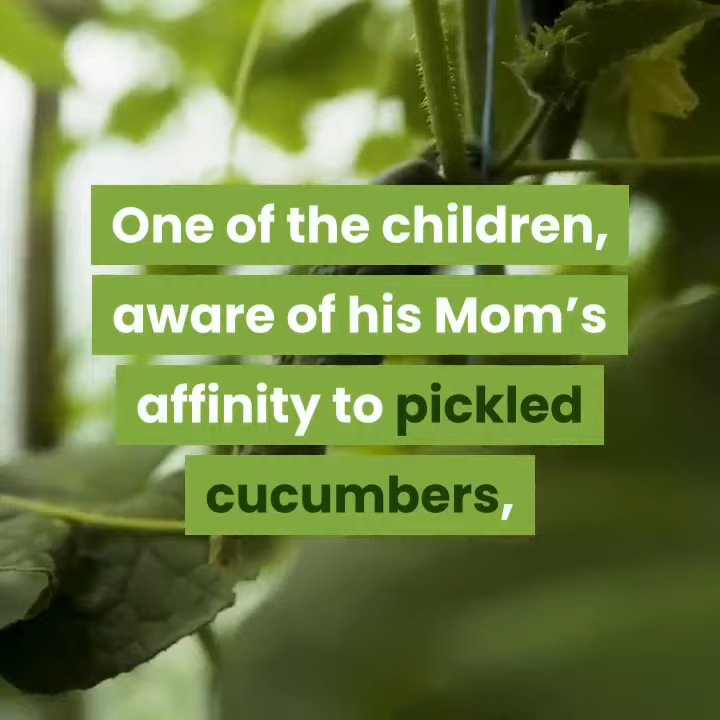 One of the children,
aware of his Mom’s
affinity to pickled
cucumbers,